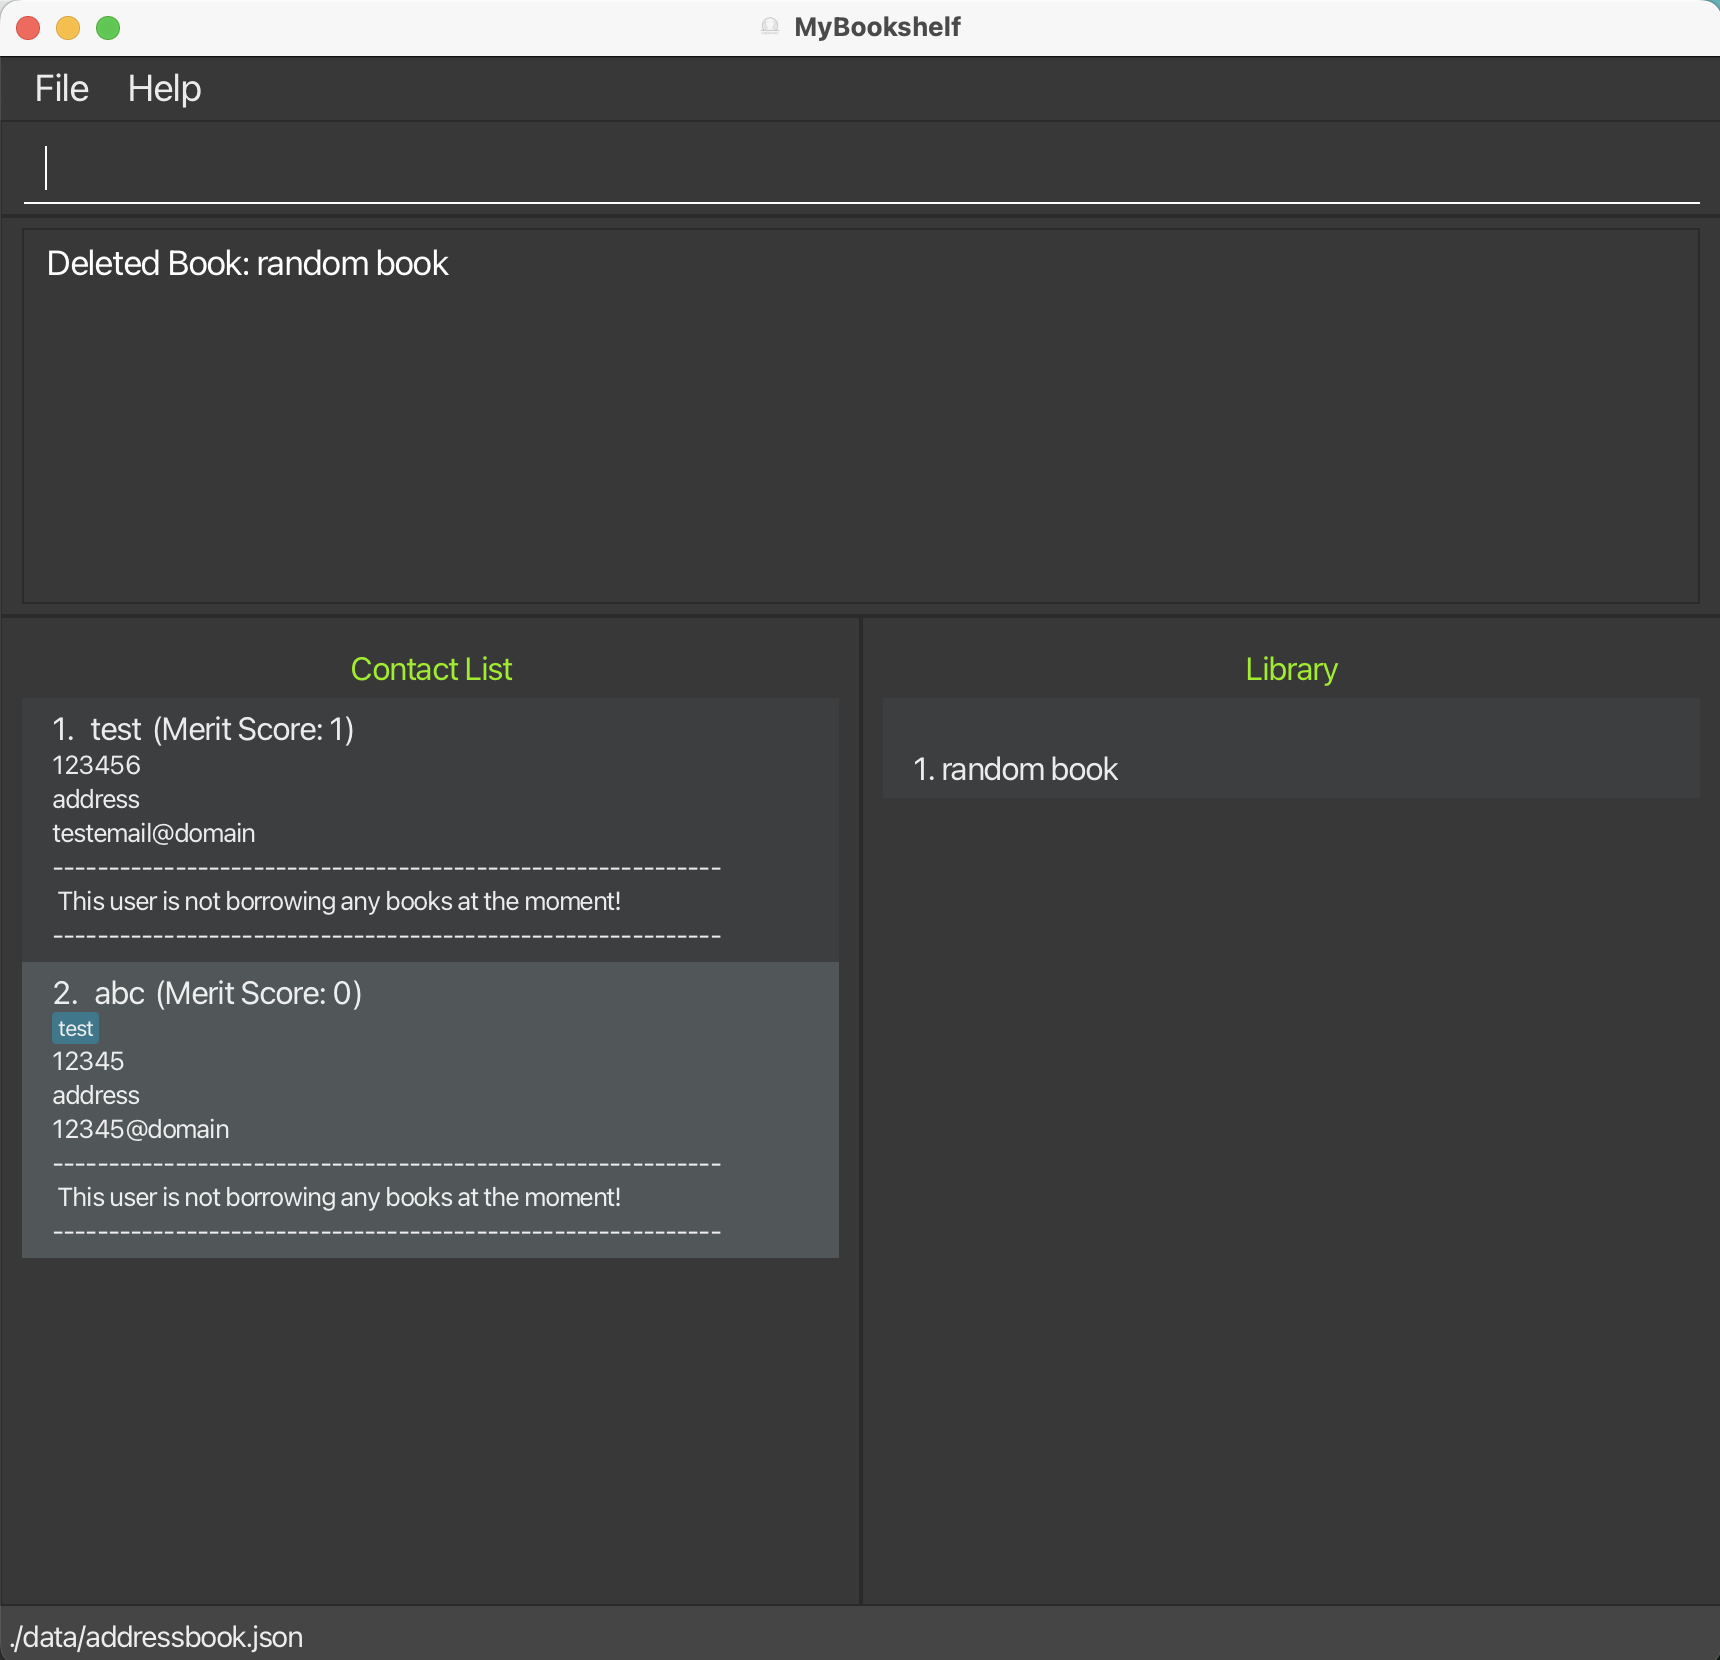 MyBookshelf
File Help
Deleted Book: random book
Contact List
1. test (Merit Score: 1)
123456
address
testemail@domain
------------------------------------------------------------
This user is not borrowing any books at the moment!
------------------------------------------------------------
2. abc (Merit Score: 0)
test
12345
address
12345@domain
------------------------------------------------------------
This user is not borrowing any books at the moment!
------------------------------------------------------------
Library
1. random book
./data/addressbook.json